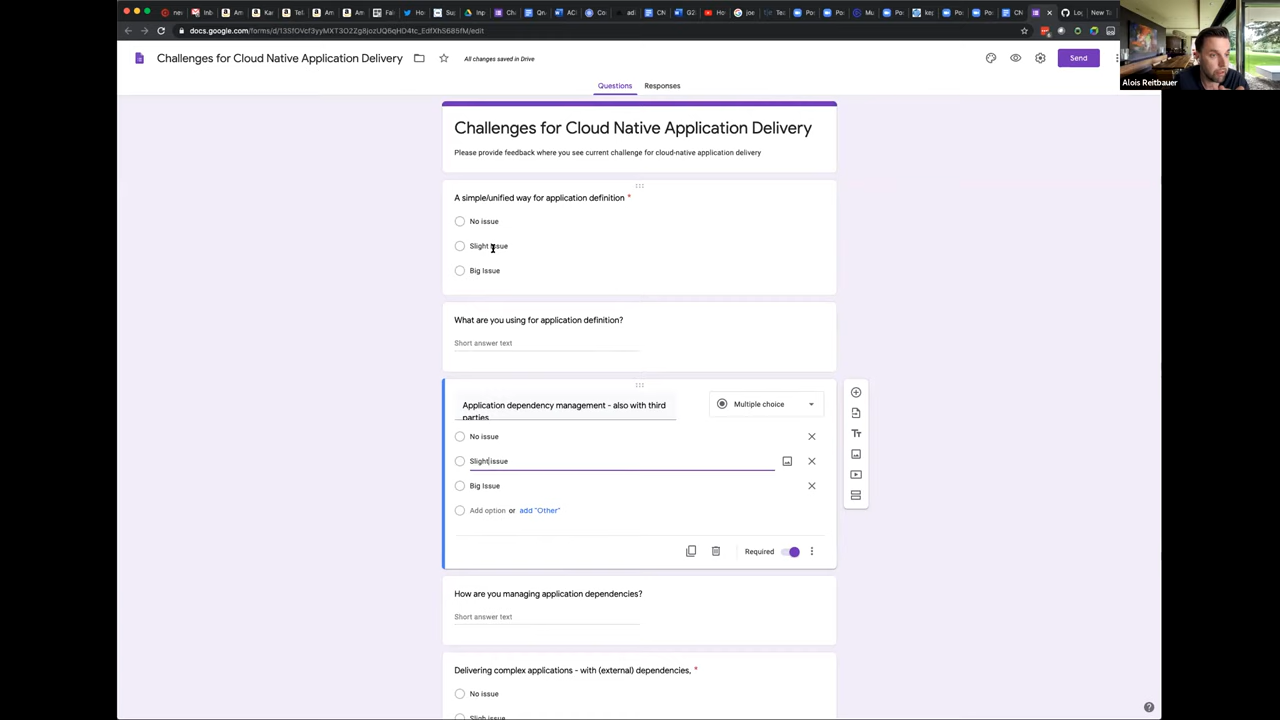 docs.google.com/forms/d/13SfOVcf3yyMXT3O2Zg8jozUQ6qHD4tc_EdfXhS685fM/edit
Challenges for Cloud Native Application Delivery
All changes saved in Drive
Send
Alois Reitbauer
Questions
Responses
Challenges for Cloud Native Application Delivery
Please provide feedback where you see current challenge for cloud-native application delivery
A simple/unified way for application definition *
No issue
Slight issue
Big Issue
What are you using for application definition?
Short answer text
Application dependency management - also with third
parties
Multiple choice
No issue
Slight issue
Big Issue
Add option or add "Other"
Required
How are you managing application dependencies?
Short answer text
Delivering complex applications - with (external) dependencies, *
No issue
Sligh issue